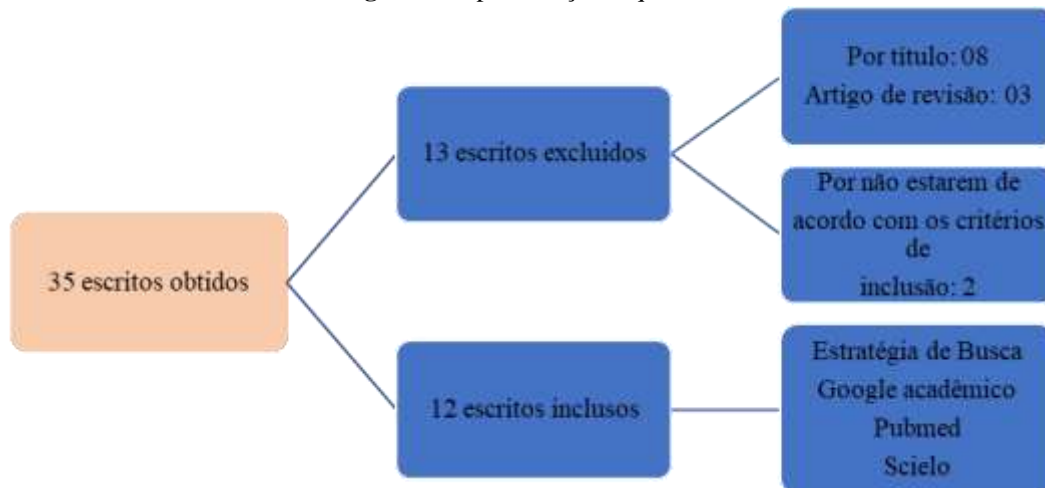 Por título: 08
Artigo de revisão: 03
13 escritos excluidos
Por não estarem de
acordo com os critérios
de
inclusão: 2
35 escritos obtidos
12 escritos inclusos
Estratégia de Busca
Google acadêmico
Pubmed
Scielo